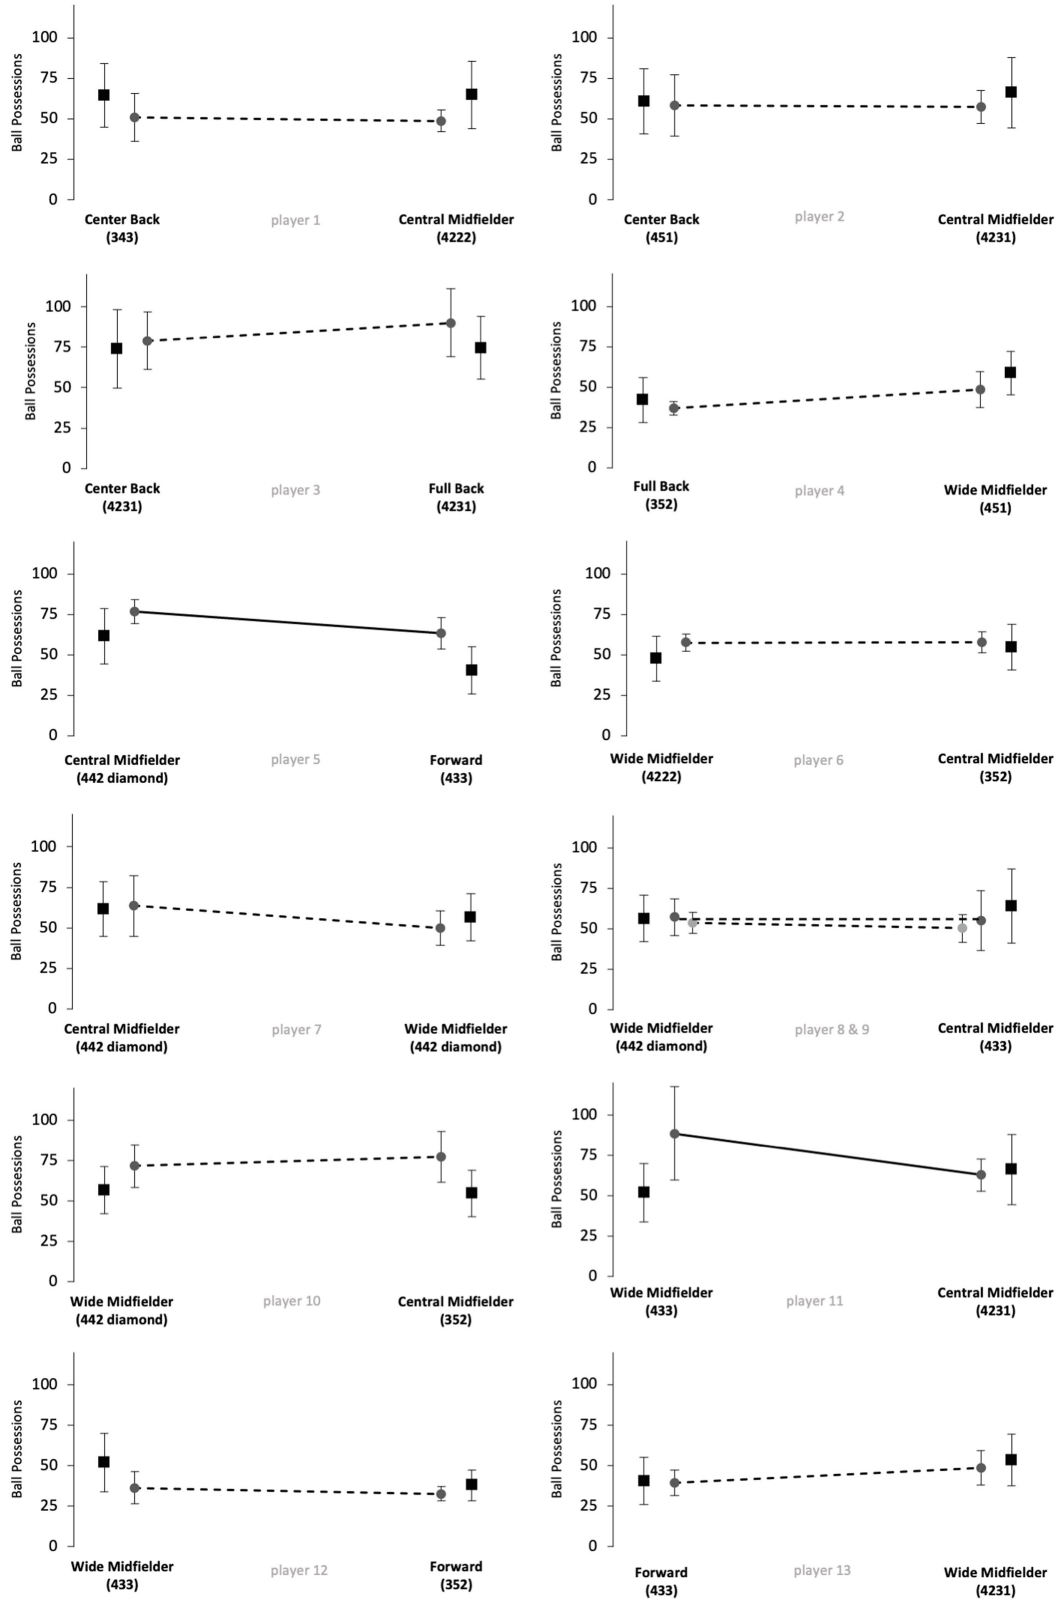 100
75
50
25
0
Ball Possessions
Center Back
(343)
player 1
Central Midfielder
(4222)
100
75
50
25
0
Ball Possessions
Center Back
(451)
player 2
Central Midfielder
(4231)
100
75
50
25
0
Ball Possessions
Center Back
(4231)
player 3
Full Back
(4231)
100
75
50
25
0
Ball Possessions
Full Back
(352)
player 4
Wide Midfielder
(451)
100
75
50
25
0
Ball Possessions
Central Midfielder
(442 diamond)
player 5
Forward
(433)
100
75
50
25
0
Ball Possessions
Wide Midfielder
(4222)
player 6
Central Midfielder
(352)
100
75
50
25
0
Ball Possessions
Central Midfielder
(442 diamond)
player 7
Wide Midfielder
(442 diamond)
100
75
50
25
0
Ball Possessions
Wide Midfielder
(442 diamond)
player 8 & 9
Central Midfielder
(433)
100
75
50
25
0
Ball Possessions
Wide Midfielder
(442 diamond)
player 10
Central Midfielder
(352)
100
75
50
25
0
Ball Possessions
Wide Midfielder
(433)
player 11
Central Midfielder
(4231)
100
75
50
25
0
Ball Possessions
Wide Midfielder
(433)
player 12
Forward
(352)
100
75
50
25
0
Ball Possessions
Forward
(433)
player 13
Wide Midfielder
(4231)